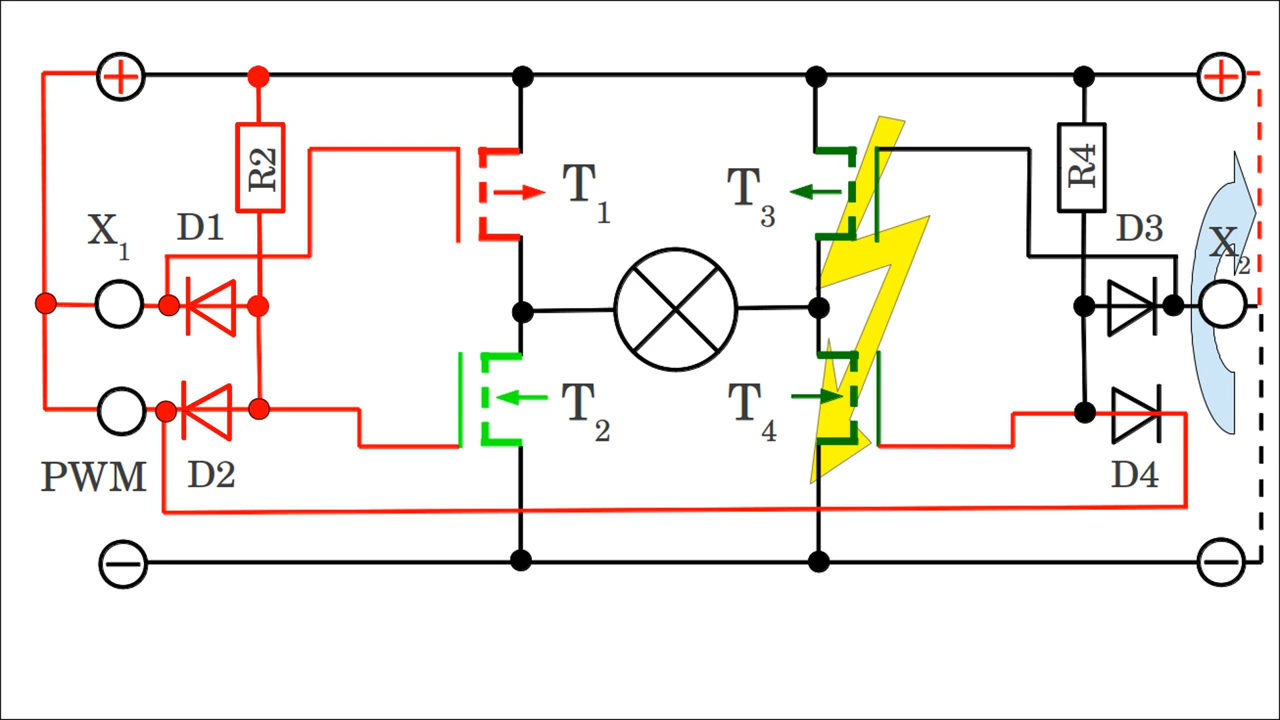 + +
R2 R4
T1 T3
X1 D1 D3 X2
T2 T4
PWM D2 D4
− −